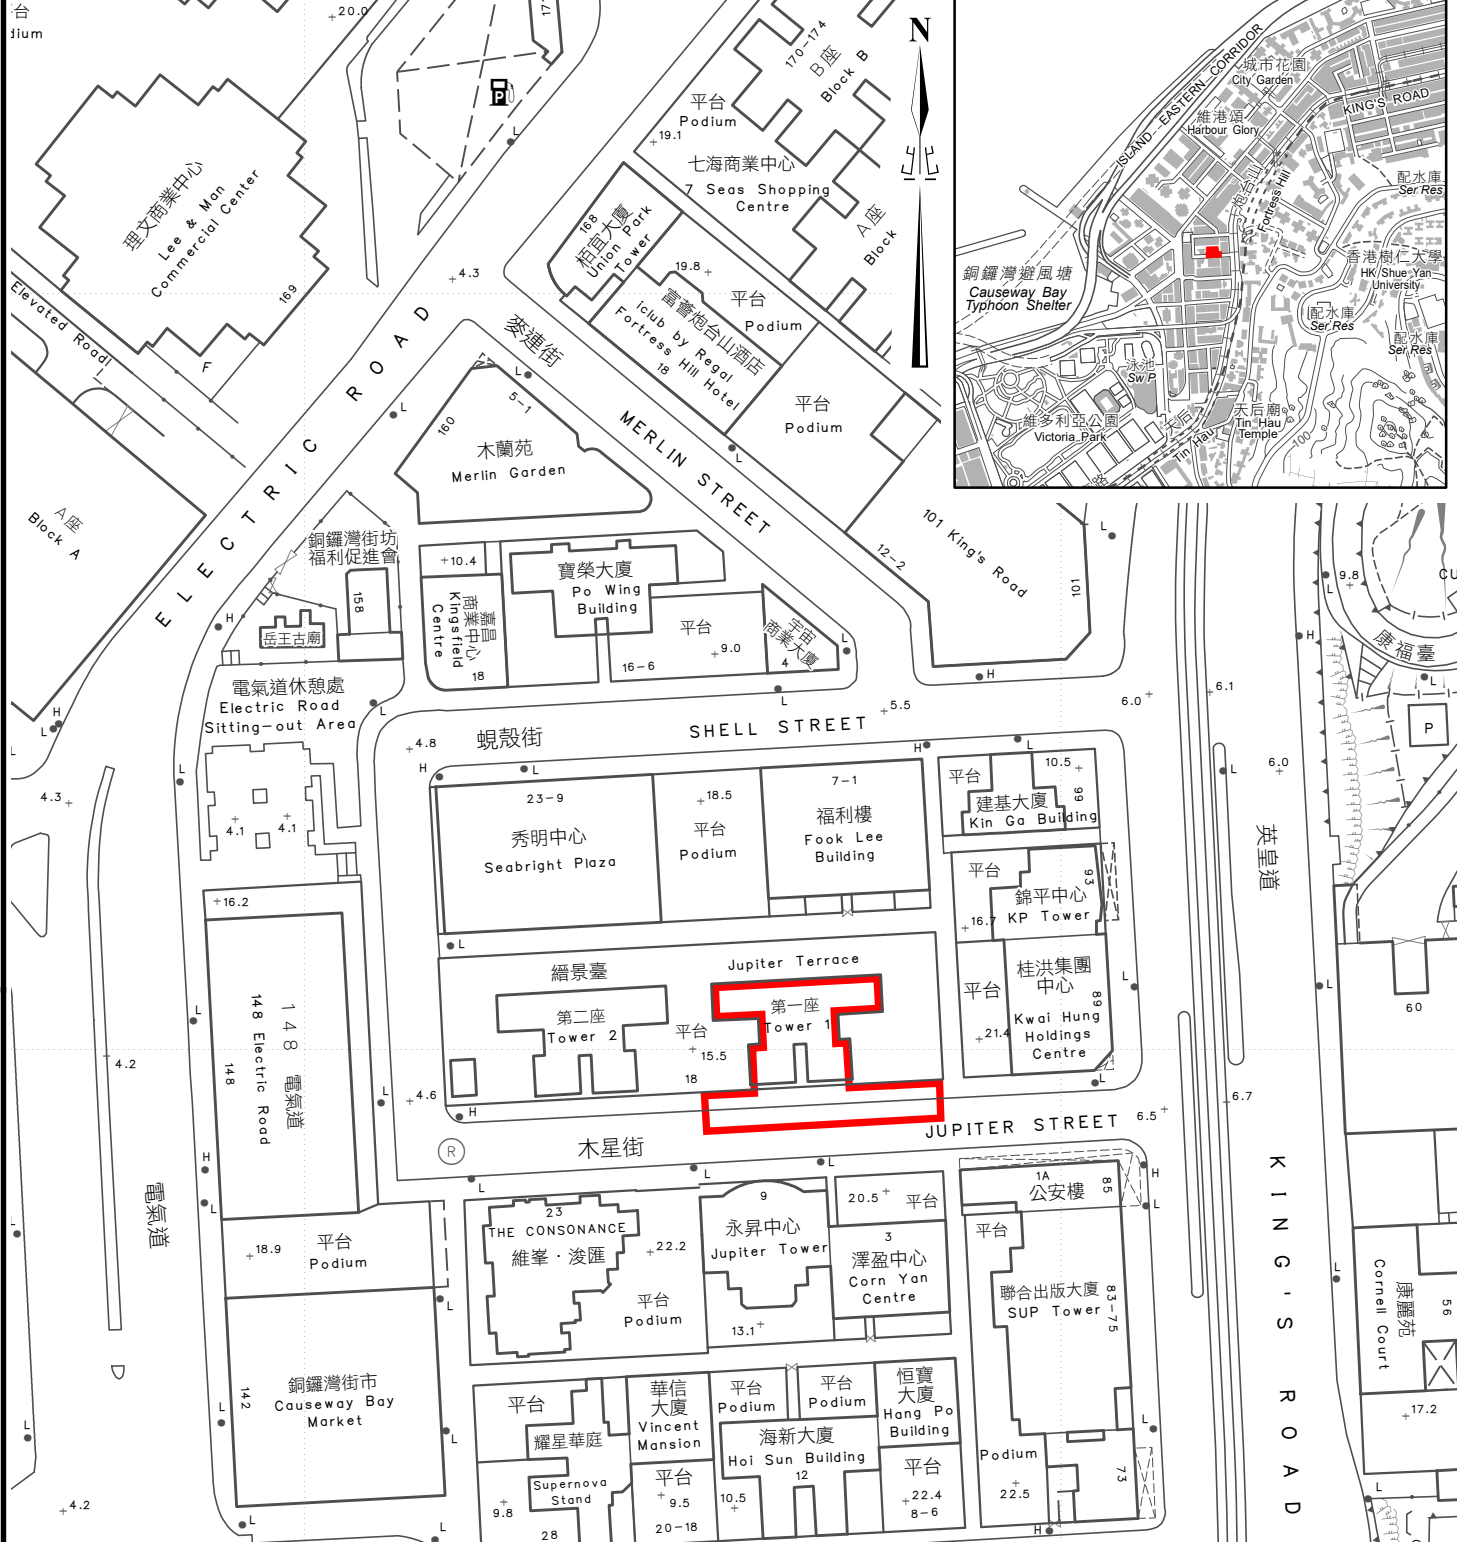 台
dium
20.0
17
170-174
B座
Block B
平台
Podium
19.1
七海商業中心
7 Seas Shopping
Centre
A座
Block
N
P
L
理文商業中心
Lee & Man
Commercial Center
169
Elevated Road
F
168
栢宜大廈
Union Park
Tower
4.3
19.8
平台
Podium
富薈炮台山酒店
iclub by Regal
Fortress Hill Hotel
18
平台
Podium
麥連街
MERLIN STREET
L
5-1
160
木蘭苑
Merlin Garden
L
L
ELECTRIC ROAD
A座
Block A
銅鑼灣街坊
福利促進會
158
岳王古廟
H
電氣道休憩處
Electric Road
Sitting-out Area
L
10.4
嘉昌
商業中心
Kingsfield
Centre
18
寶榮大廈
Po Wing
Building
平台
9.0
16-6
宇宙
商業大廈
4
L
L
12-2
101 King's Road
101
L
H
5.5
6.0
6.1
SHELL STREET
蜆殼街
4.8
H
L
H
L
H
L
L
4.3
4.1
4.1
23-9
秀明中心
Seabright Plaza
18.5
平台
Podium
7-1
福利樓
Fook Lee
Building
平台
10.5
建基大廈
Kin Ga Building
99
平台
93
錦平中心
KP Tower
16.7
桂洪集團
中心
Kwai Hung
Holdings
Centre
89
平台
21.4
L
L
16.2
148 電氣道
148 Electric Road
148
L
L
H
L
4.2
4.6
H
L
縉景臺
Jupiter Terrace
第二座
Tower 2
平台
15.5
18
第一座
Tower 1
R
木星街
JUPITER STREET
6.5
6.7
電氣道
18.9
平台
Podium
23
THE CONSONANCE
維峯．浚匯
22.2
平台
Podium
L
L
L
9
永昇中心
Jupiter Tower
13.1
20.5
平台
3
澤盈中心
Corn Yan
Centre
1A
公安樓
85
H
L
平台
聯合出版大廈
SUP Tower
83-75
Podium
22.5
73
L
H
銅鑼灣街市
Causeway Bay
Market
142
L
L
L
L
L
L
L
4.2
平台
耀星華庭
Supernova
Stand
9.8
28
華信
大廈
Vincent
Mansion
平台
9.5
20-18
平台
Podium
平台
Podium
海新大廈
Hoi Sun Building
12
10.5
恒寶
大廈
Hang Po
Building
平台
22.4
8-6
英皇道
KING'S ROAD
6.0
L
H
L
9.8
L
CU
康福臺
P
L
60
康麗苑
Cornell Court
56
17.2
L
L
城市花園
City Garden
維港頌
Harbour Glory
ISLAND EASTERN CORRIDOR
KING'S ROAD
炮台山
Fortress Hill
配水庫
Ser Res
香港樹仁大學
HK Shue Yan
University
配水庫
Ser Res
配水庫
Ser Res
銅鑼灣避風塘
Causeway Bay
Typhoon Shelter
泳池
Sw P
維多利亞公園
Victoria Park
天后
Tin Hau
天后廟
Tin Hau
Temple
100
路